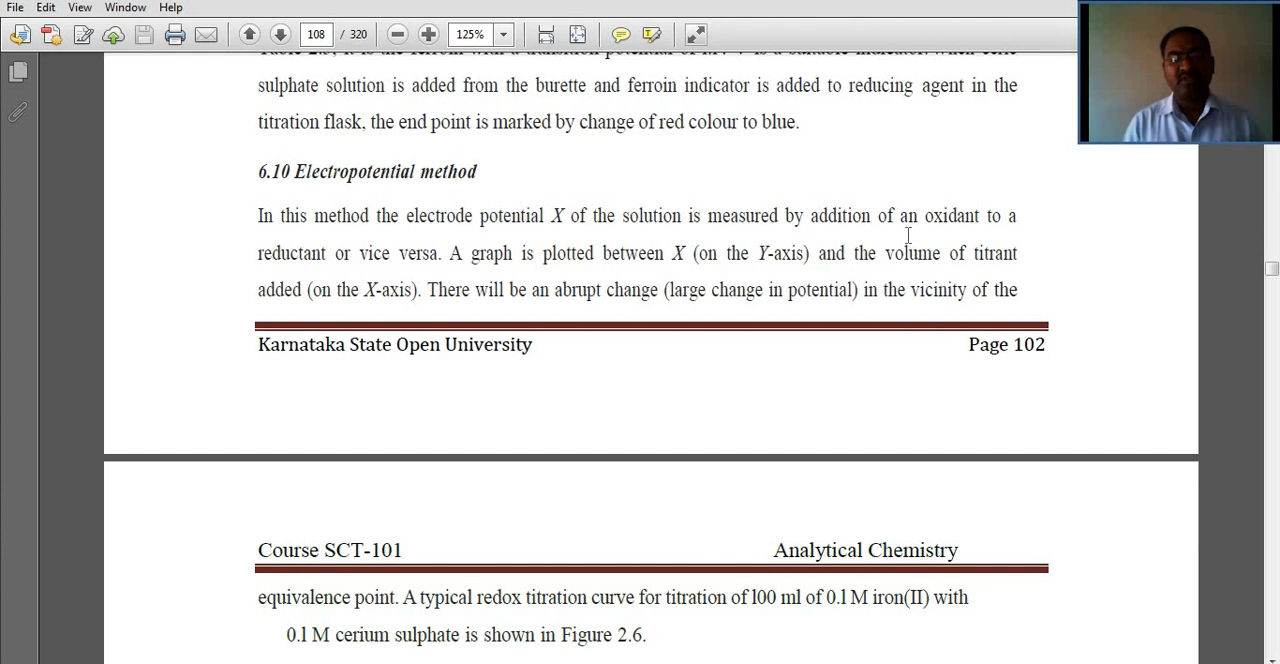 File Edit View Window Help
108 / 320 125%
sulphate solution is added from the burette and ferroin indicator is added to reducing agent in the
titration flask, the end point is marked by change of red colour to blue.
6.10 Electropotential method
In this method the electrode potential X of the solution is measured by addition of an oxidant to a
reductant or vice versa. A graph is plotted between X (on the Y-axis) and the volume of titrant
added (on the X-axis). There will be an abrupt change (large change in potential) in the vicinity of the
Karnataka State Open University Page 102
Course SCT-101 Analytical Chemistry
equivalence point. A typical redox titration curve for titration of l00 ml of 0.l M iron(II) with
0.l M cerium sulphate is shown in Figure 2.6.